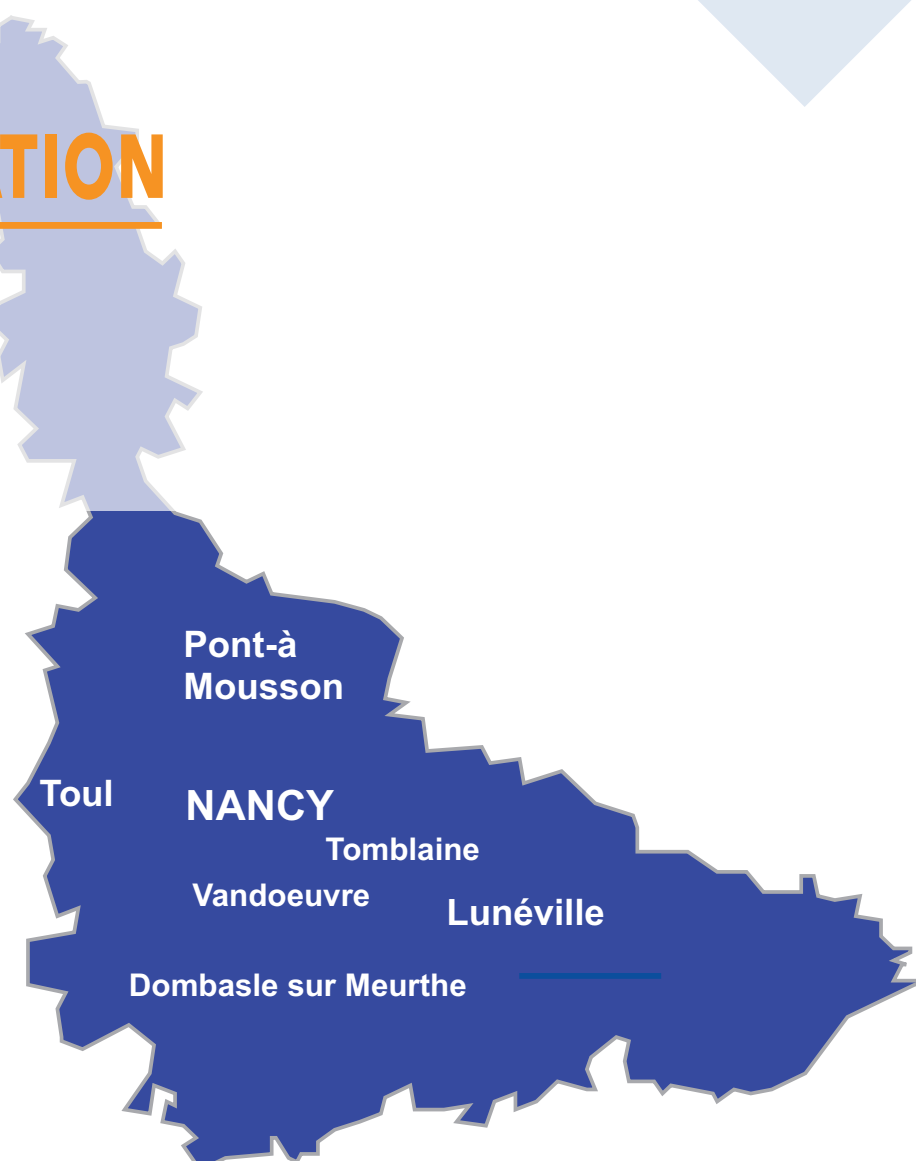 ATION
Pont-à
Mousson
Toul
NANCY
Tomblaine
Vandoeuvre
Lunéville
Dombasle sur Meurthe